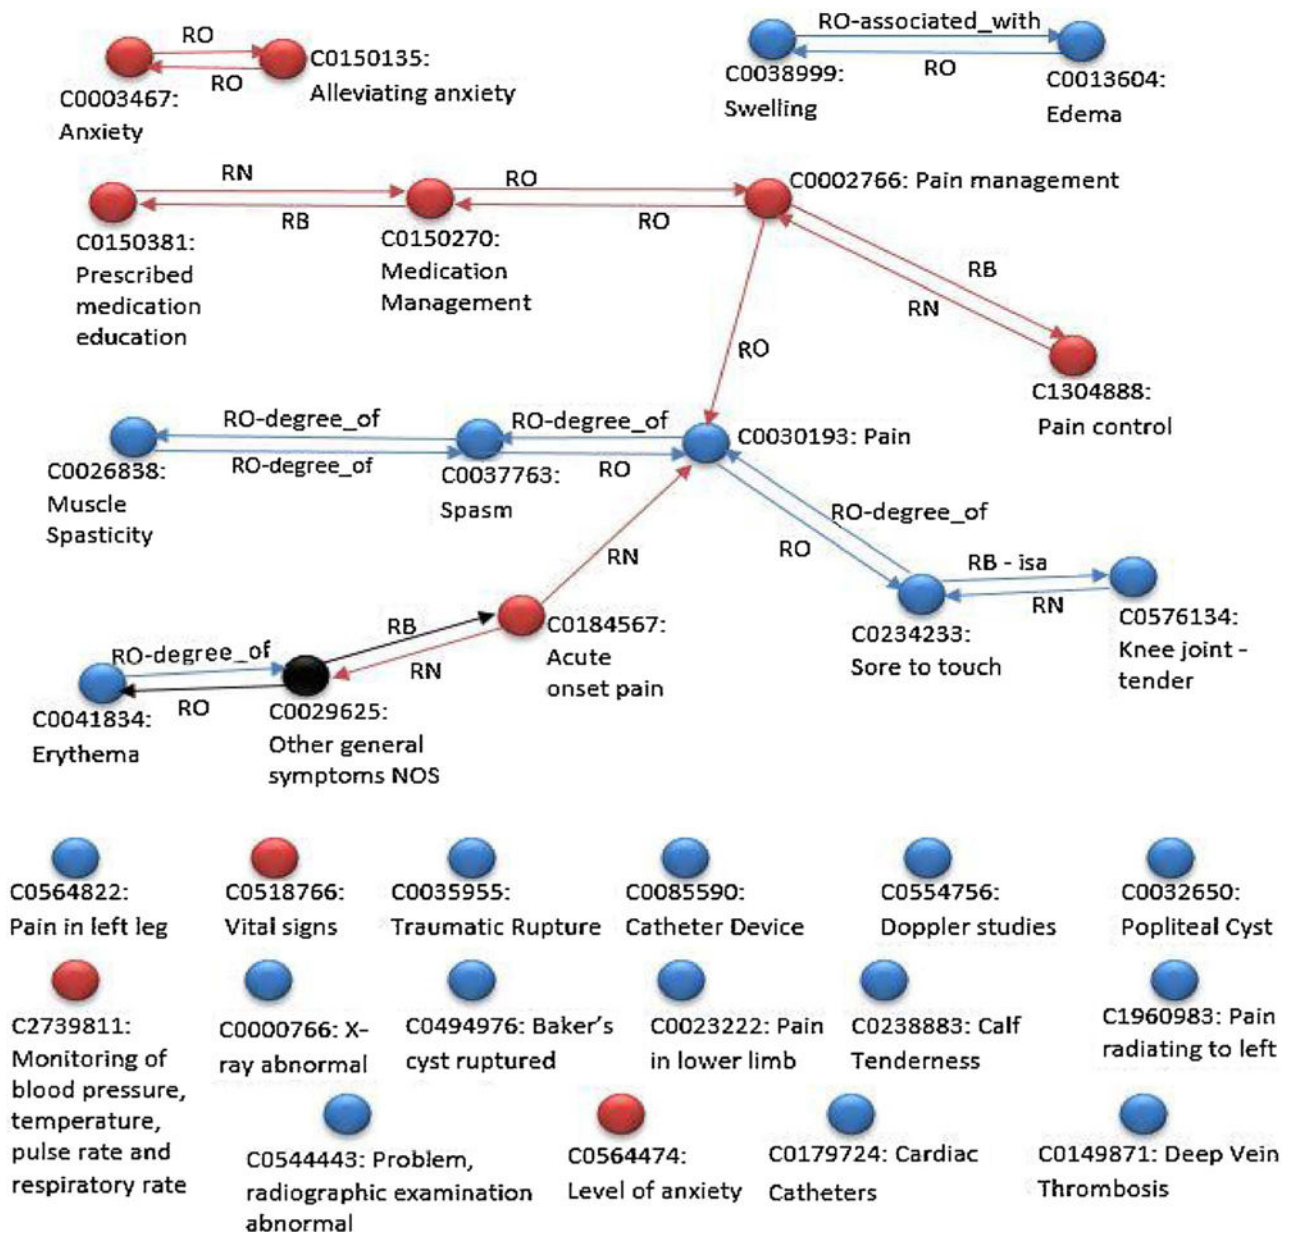 RO
RO
C0003467:
Anxiety
C0150135:
Alleviating anxiety
RO-associated_with
RO
C0038999:
Swelling
C0013604:
Edema
RN
RB
RO
RO
C0150381:
Prescribed
medication
education
C0150270:
Medication
Management
C0002766: Pain management
RB
RN
RO
C1304888:
Pain control
RO-degree_of
RO-degree_of
RO-degree_of
RO
C0026838:
Muscle
Spasticity
C0037763:
Spasm
C0030193: Pain
RO-degree_of
RO
RN
RB - isa
RN
C0234233:
Sore to touch
C0576134:
Knee joint -
tender
RB
RN
C0184567:
Acute
onset pain
RO-degree_of
RO
C0041834:
Erythema
C0029625:
Other general
symptoms NOS
C0564822:
Pain in left leg
C0518766:
Vital signs
C0035955:
Traumatic Rupture
C0085590:
Catheter Device
C0554756:
Doppler studies
C0032650:
Popliteal Cyst
C2739811:
Monitoring of
blood pressure,
temperature,
pulse rate and
respiratory rate
C0000766: X-
ray abnormal
C0494976: Baker's
cyst ruptured
C0023222: Pain
in lower limb
C0238883: Calf
Tenderness
C1960983: Pain
radiating to left
C0544443: Problem,
radiographic examination
abnormal
C0564474:
Level of anxiety
C0179724: Cardiac
Catheters
C0149871: Deep Vein
Thrombosis